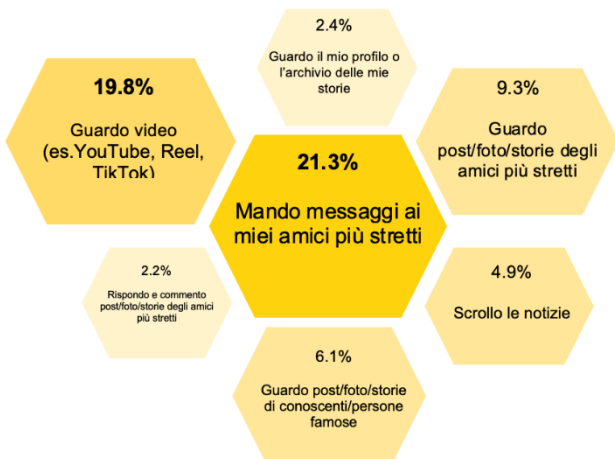 2.4%
Guardo il mio profilo o
l'archivio delle mie
storie
19.8%
Guardo video
(es.YouTube, Reel,
TikTok)
9.3%
Guardo
post/foto/storie degli
amici più stretti
21.3%
Mando messaggi ai
miei amici più stretti
2.2%
Rispondo e commento
post/foto/storie degli amici
più stretti
4.9%
Scrollo le notizie
6.1%
Guardo post/foto/storie
di conoscenti/persone
famose